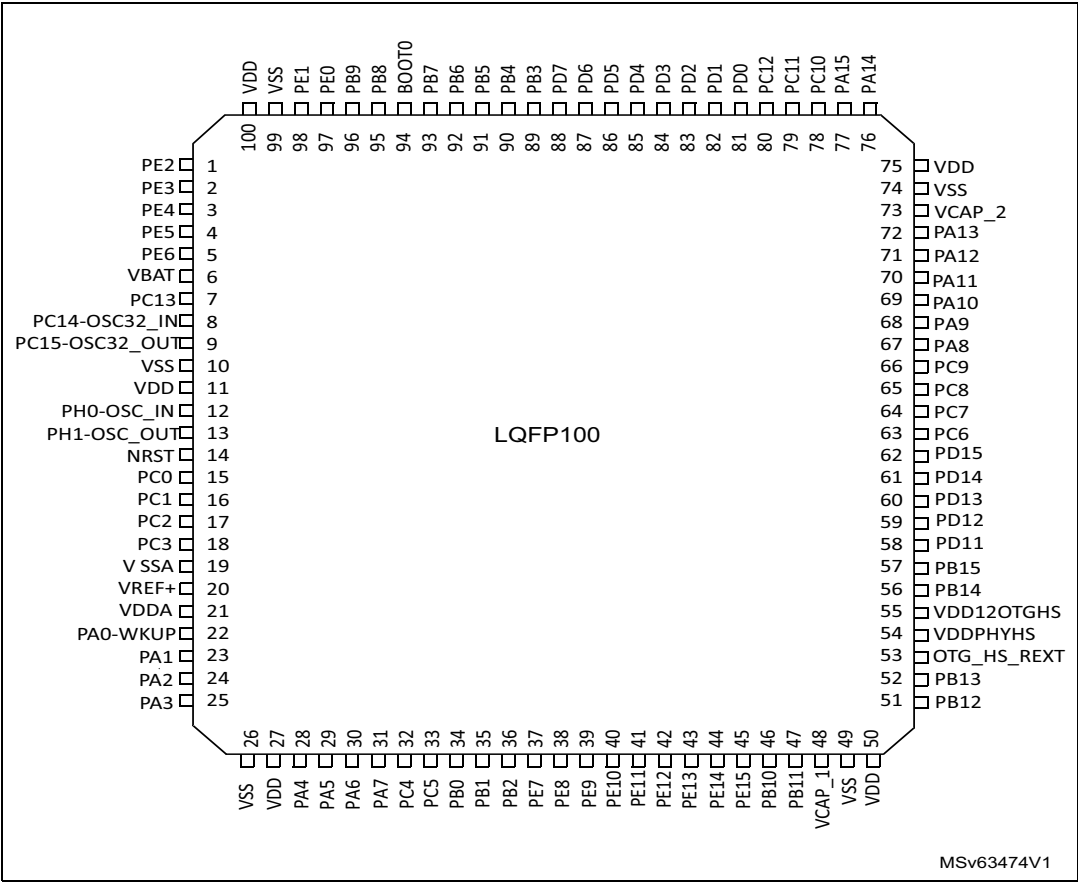 VDD VSS PE1 PE0 PB9 PB8 BOOT0 PB7 PB6 PB5 PB4 PB3 PD7 PD6 PD5 PD4 PD3 PD2 PD1 PD0 PC12 PC11 PC10 PA15 PA14
100 99 98 97 96 95 94 93 92 91 90 89 88 87 86 85 84 83 82 81 80 79 78 77 76
PE2 1 75 VDD
PE3 2 74 VSS
PE4 3 73 VCAP_2
PE5 4 72 PA13
PE6 5 71 PA12
VBAT 6 70 PA11
PC13 7 69 PA10
PC14-OSC32_IN 8 68 PA9
PC15-OSC32_OUT 9 67 PA8
VSS 10 66 PC9
VDD 11 65 PC8
PH0-OSC_IN 12 64 PC7
PH1-OSC_OUT 13 LQFP100 63 PC6
NRST 14 62 PD15
PC0 15 61 PD14
PC1 16 60 PD13
PC2 17 59 PD12
PC3 18 58 PD11
V SSA 19 57 PB15
VREF+ 20 56 PB14
VDDA 21 55 VDD12OTGHS
PA0-WKUP 22 54 VDDPHYHS
PA1 23 53 OTG_HS_REXT
PA2 24 52 PB13
PA3 25 51 PB12
26 27 28 29 30 31 32 33 34 35 36 37 38 39 40 41 42 43 44 45 46 47 48 49 50
VSS VDD PA4 PA5 PA6 PA7 PC4 PC5 PB0 PB1 PB2 PE7 PE8 PE9 PE10 PE11 PE12 PE13 PE14 PE15 PB10 PB11 VCAP_1 VSS VDD
MSv63474V1